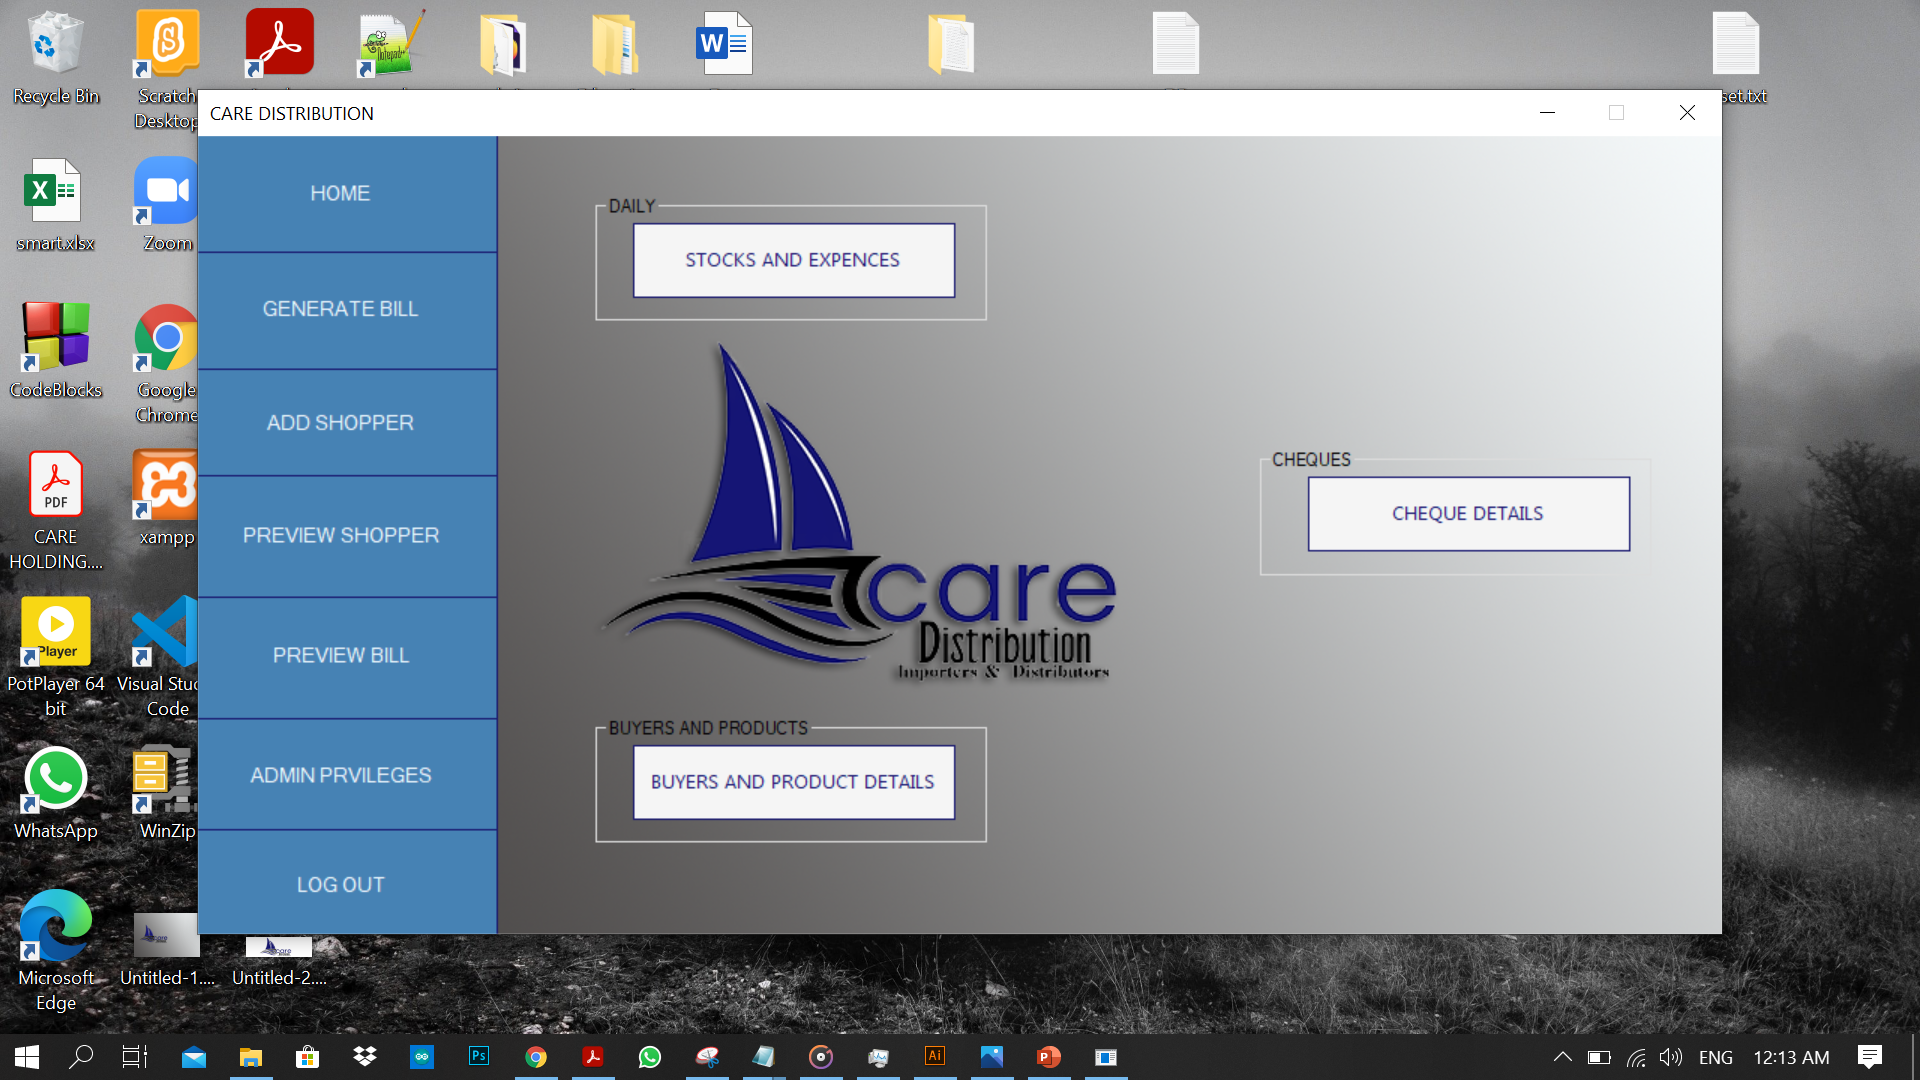 Recycle Bin
Scratch
Desktop
set.txt
smart.xlsx
Zoom
CodeBlocks
Google
Chrome
PDF
CARE
HOLDING....
xampp
Player
PotPlayer 64
bit
Visual Stud
Code
WhatsApp
WinZip
Microsoft
Edge
Untitled-1....
Untitled-2....
CARE DISTRIBUTION
HOME
GENERATE BILL
ADD SHOPPER
PREVIEW SHOPPER
PREVIEW BILL
ADMIN PRVILEGES
LOG OUT
DAILY
STOCKS AND EXPENCES
care
Distribution
Importers & Distributors
CHEQUES
CHEQUE DETAILS
BUYERS AND PRODUCTS
BUYERS AND PRODUCT DETAILS
ENG
12:13 AM